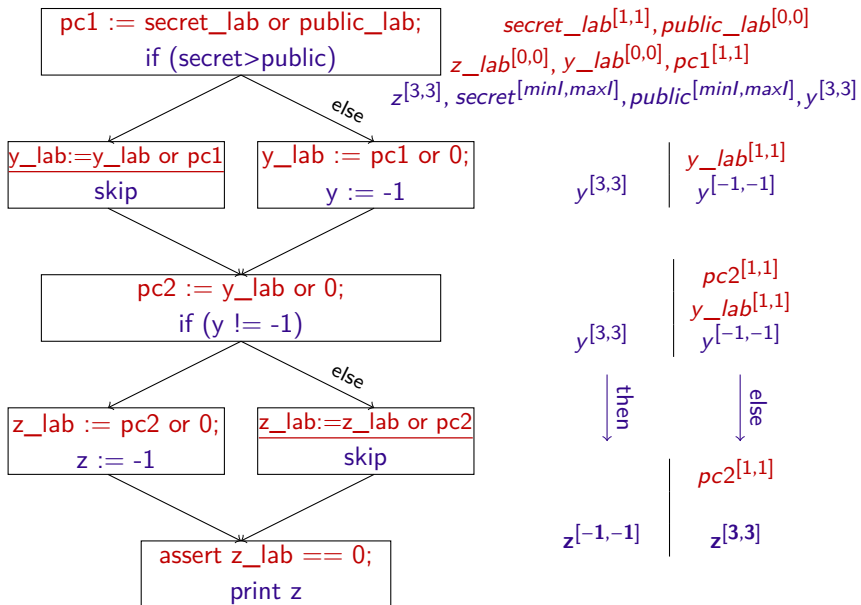 pc1 := secret_lab or public_lab;
if (secret>public)
secret_lab[1,1], public_lab[0,0]
z_lab[0,0], y_lab[0,0], pc1[1,1]
z[3,3], secret[minI,maxI], public[minI,maxI], y[3,3]
else
y_lab:=y_lab or pc1
skip
y_lab := pc1 or 0;
y := -1
y_lab[1,1]
y[3,3] y[-1,-1]
pc2 := y_lab or 0;
if (y != -1)
pc2[1,1]
y_lab[1,1]
y[3,3] y[-1,-1]
else
then
else
z_lab := pc2 or 0;
z := -1
z_lab:=z_lab or pc2
skip
pc2[1,1]
z[-1,-1] z[3,3]
assert z_lab == 0;
print z